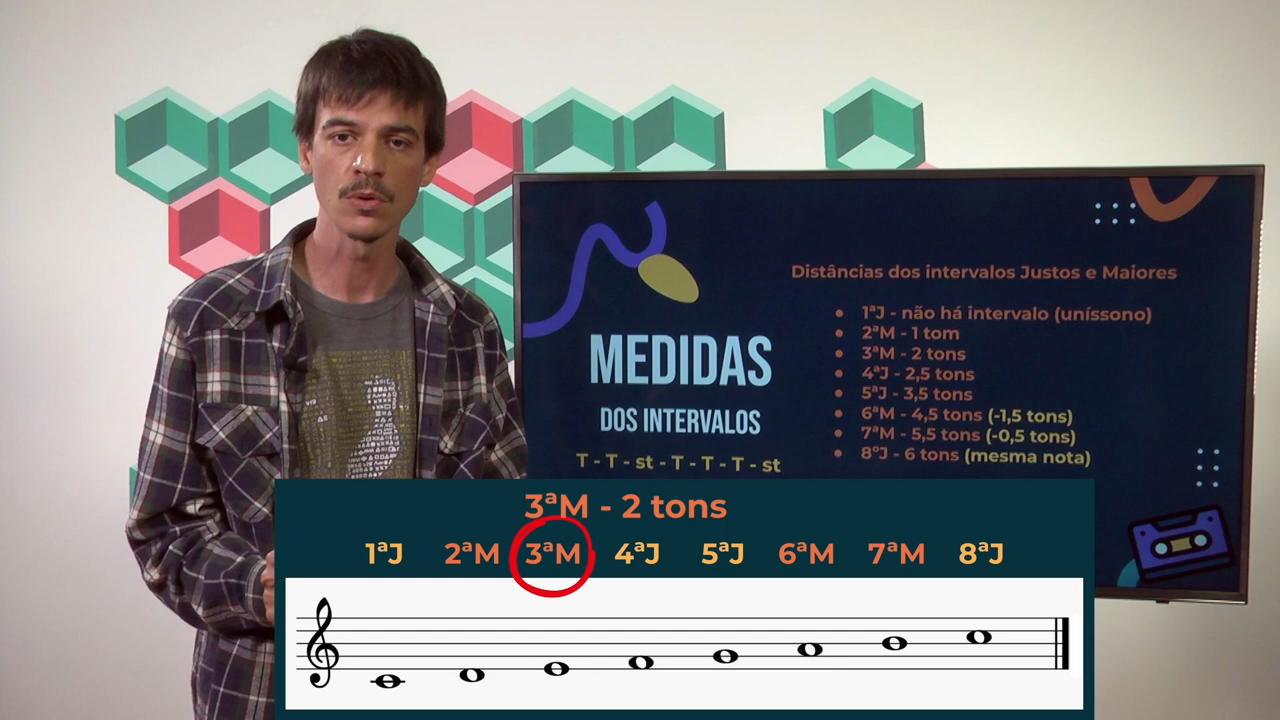 Distâncias dos intervalos Justos e Maiores
MEDIDAS
DOS INTERVALOS
T - T - st - T - T - T - st
• 1ªJ - não há intervalo (uníssono)
• 2ªM - 1 tom
• 3ªM - 2 tons
• 4ªJ - 2,5 tons
• 5ªJ - 3,5 tons
• 6ªM - 4,5 tons (-1,5 tons)
• 7ªM - 5,5 tons (-0,5 tons)
• 8ºJ - 6 tons (mesma nota)
3ªM - 2 tons
1ªJ 2ªM 3ªM 4ªJ 5ªJ 6ªM 7ªM 8ªJ